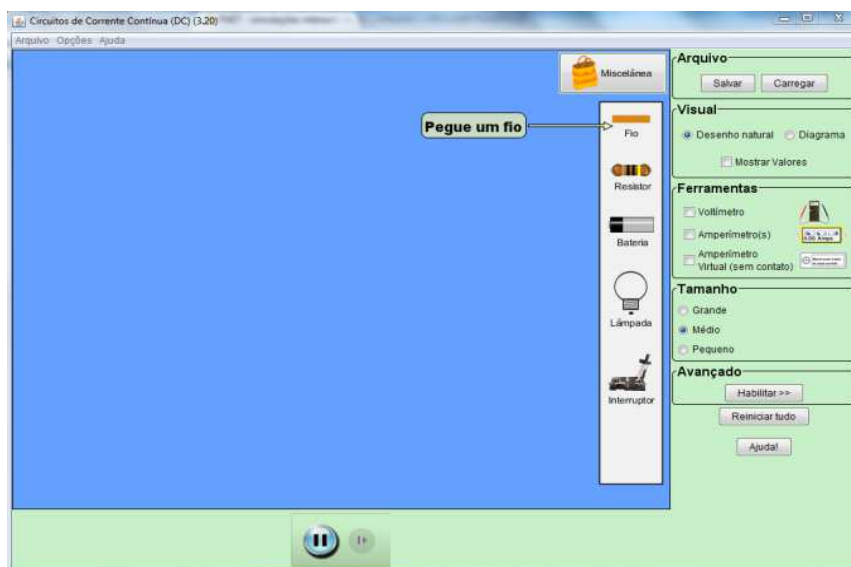 Circuitos de Corrente Contínua (DC) (3.20)
Arquivo Opções Ajuda
Miscelânea
Pegue um fio
Fio
Resistor
Bateria
Lâmpada
Interruptor
Arquivo
Salvar Carregar
Visual
Desenho natural Diagrama
Mostrar Valores
Ferramentas
Voltímetro
Amperímetro(s)
Amperímetro
Virtual (sem contato)
Tamanho
Grande
Médio
Pequeno
Avançado
Habilitar >>
Reiniciar tudo
Ajuda!